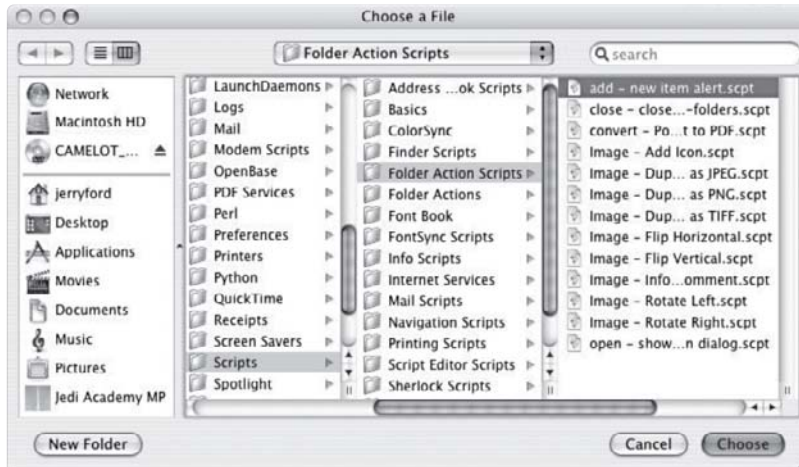 Choose a File
Folder Action Scripts
search
Network
Macintosh HD
CAMELOT_...
jerryford
Desktop
Applications
Movies
Documents
Music
Pictures
Jedi Academy MP
LaunchDaemons
Logs
Mail
Modem Scripts
OpenBase
PDF Services
Perl
Preferences
Printers
Python
QuickTime
Receipts
Screen Savers
Scripts
Spotlight
Address ...ok Scripts
Basics
ColorSync
Finder Scripts
Folder Action Scripts
Folder Actions
Font Book
FontSync Scripts
Info Scripts
Internet Services
Mail Scripts
Navigation Scripts
Printing Scripts
Script Editor Scripts
Sherlock Scripts
add - new item alert.scpt
close - close...-folders.scpt
convert - Po...t to PDF.scpt
Image - Add Icon.scpt
Image - Dup... as JPEG.scpt
Image - Dup... as PNG.scpt
Image - Dup... as TIFF.scpt
Image - Flip Horizontal.scpt
Image - Flip Vertical.scpt
Image - Info...omment.scpt
Image - Rotate Left.scpt
Image - Rotate Right.scpt
open - show...n dialog.scpt
New Folder
Cancel
Choose